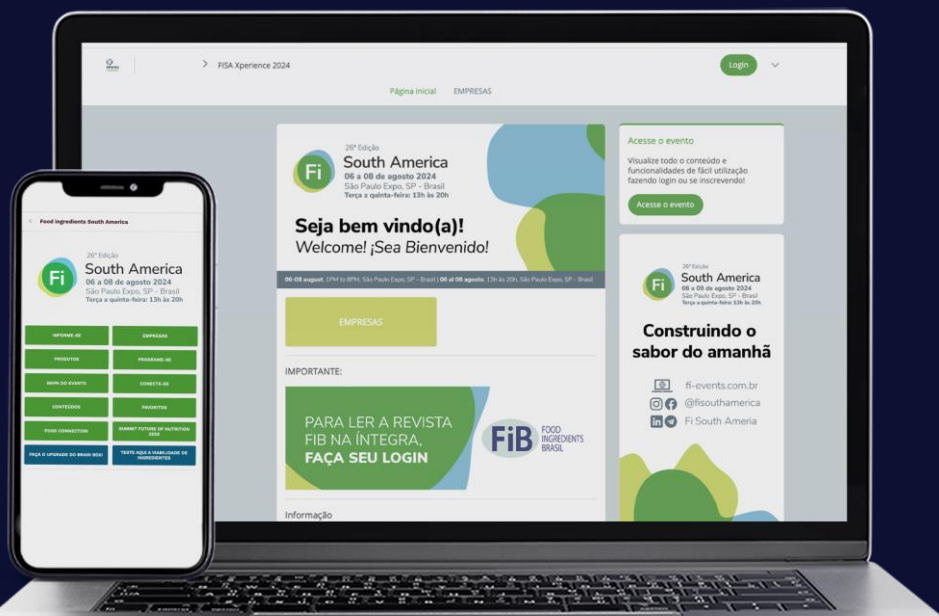 FISA Xperience 2024
Login
Página inicial
EMPRESAS
26ª Edição
Fi
South America
06 a 08 de agosto 2024
São Paulo Expo, SP - Brasil
Terça a quinta-feira: 13h às 20h
Seja bem vindo(a)!
Welcome! ¡Sea Bienvenido!
06-08 august, 1PM to 8PM, São Paulo Expo, SP - Brazil | 06 al 08 agosto, 13h às 20h, São Paulo Expo, SP - Brasil
EMPRESAS
IMPORTANTE:
PARA LER A REVISTA
FIB NA ÍNTEGRA,
FAÇA SEU LOGIN
FiB
FOOD
INGREDIENTS
BRASIL
Informação
Acesse o evento
Visualize todo o conteúdo e
funcionalidades de fácil utilização
fazendo login ou se inscrevendo!
Acesse o evento
26ª Edição
Fi
South America
06 a 08 de agosto 2024
São Paulo Expo, SP - Brasil
Terça a quinta-feira: 13h às 20h
Construindo o
sabor do amanhã
fi-events.com.br
@fisouthamerica
Fi South Ameria
Food ingredients South America
26ª Edição
Fi
South America
06 a 08 de agosto 2024
São Paulo Expo, SP - Brasil
Terça a quinta-feira: 13h às 20h
INFORME-SE
EMPRESAS
PRODUTOS
PROGRAME-SE
MAPA DO EVENTO
CONECTE-SE
CONTEÚDOS
FAVORITOS
FOOD CONNECTION
SUMMIT FUTURE OF NUTRITION
FAÇA O UPGRADE DO BRAIN BOX!
TESTE AQUI A VIABILIDADE DE
INGREDIENTES